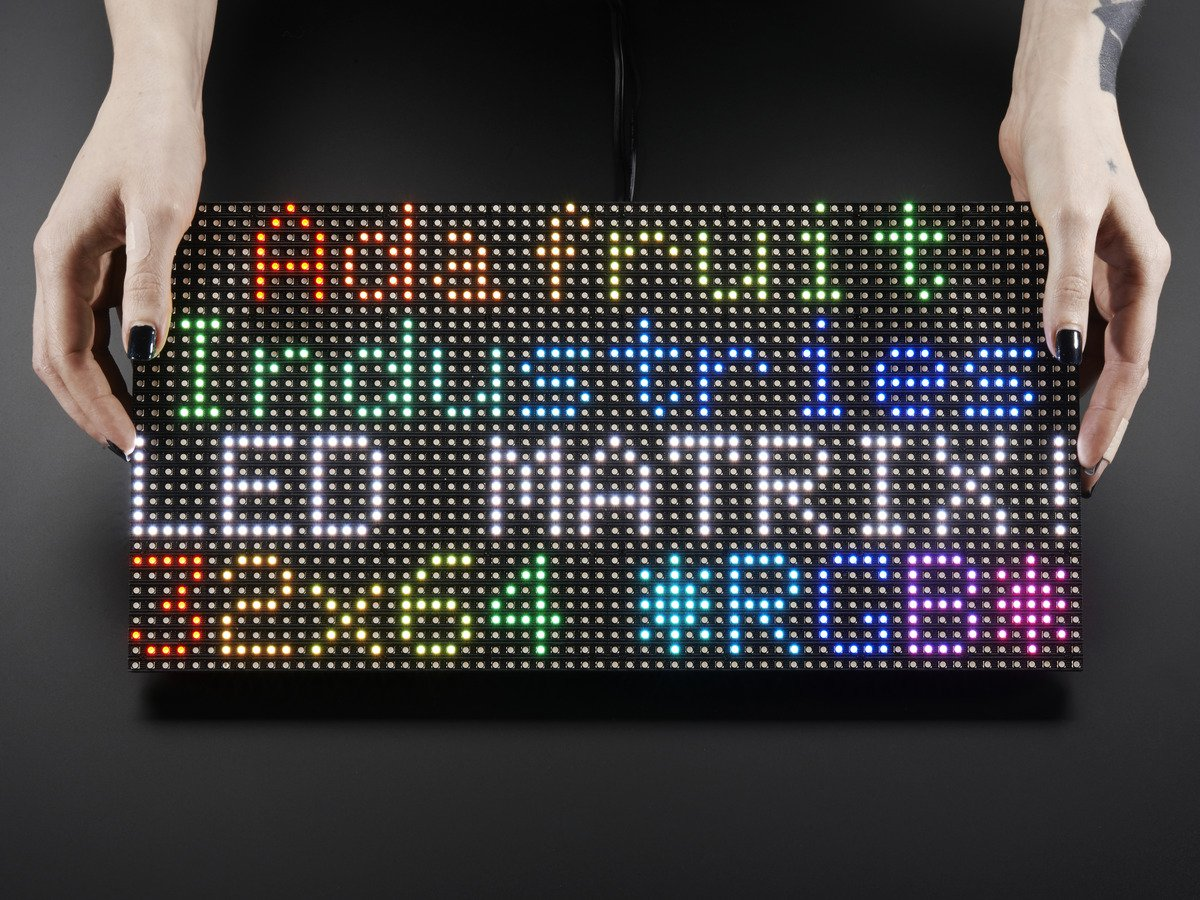 Adafruit
Industries
LED MATRIX!
32x64 *RGB*